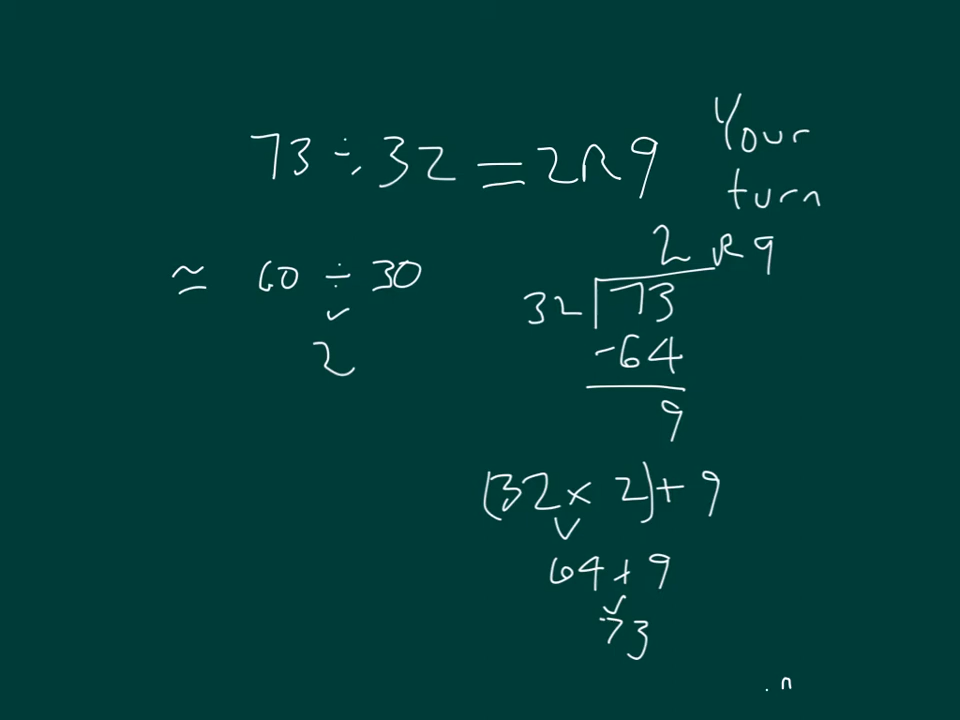 73 ÷ 32 = 2R9
Your
turn
≈ 60 ÷ 30
2
2 R9
32 73
-64
9
(32 × 2) + 9
64 + 9
73
. n